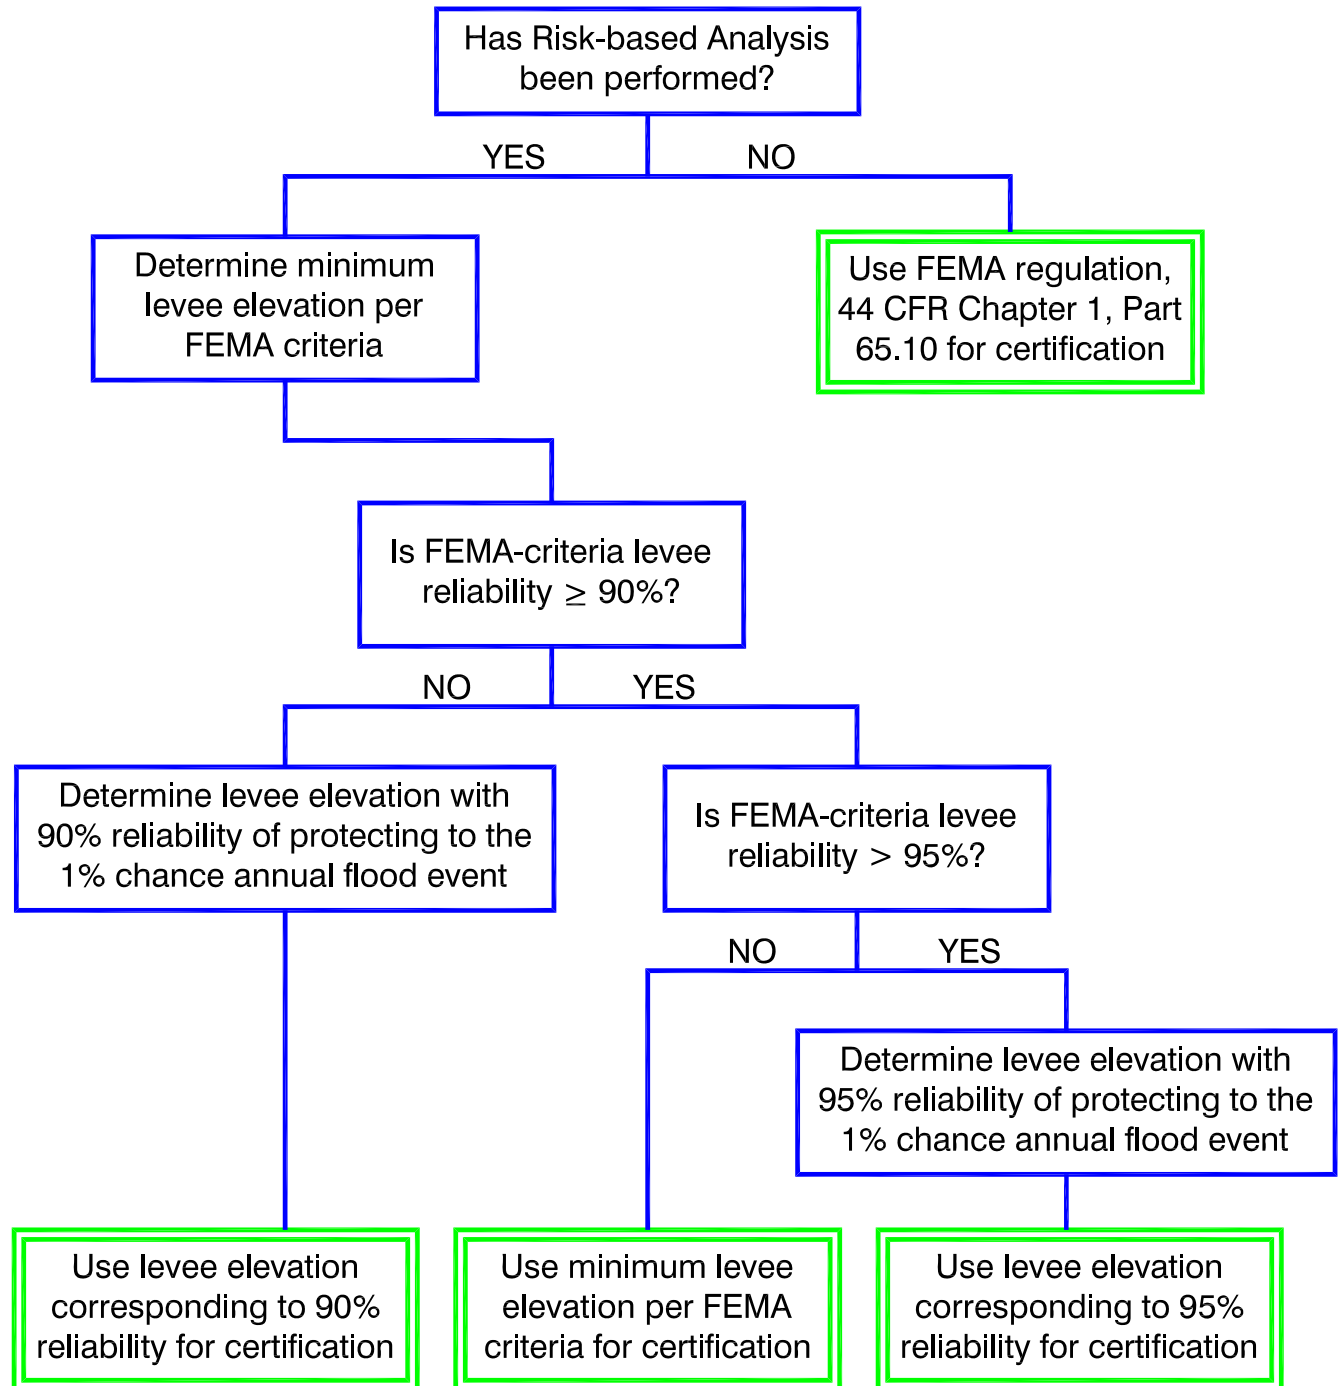 Has Risk-based Analysis
been performed?
YES
NO
Determine minimum
levee elevation per
FEMA criteria
Use FEMA regulation,
44 CFR Chapter 1, Part
65.10 for certification
Is FEMA-criteria levee
reliability ≥ 90%?
NO
YES
Determine levee elevation with
90% reliability of protecting to the
1% chance annual flood event
Is FEMA-criteria levee
reliability > 95%?
NO
YES
Determine levee elevation with
95% reliability of protecting to the
1% chance annual flood event
Use levee elevation
corresponding to 90%
reliability for certification
Use minimum levee
elevation per FEMA
criteria for certification
Use levee elevation
corresponding to 95%
reliability for certification